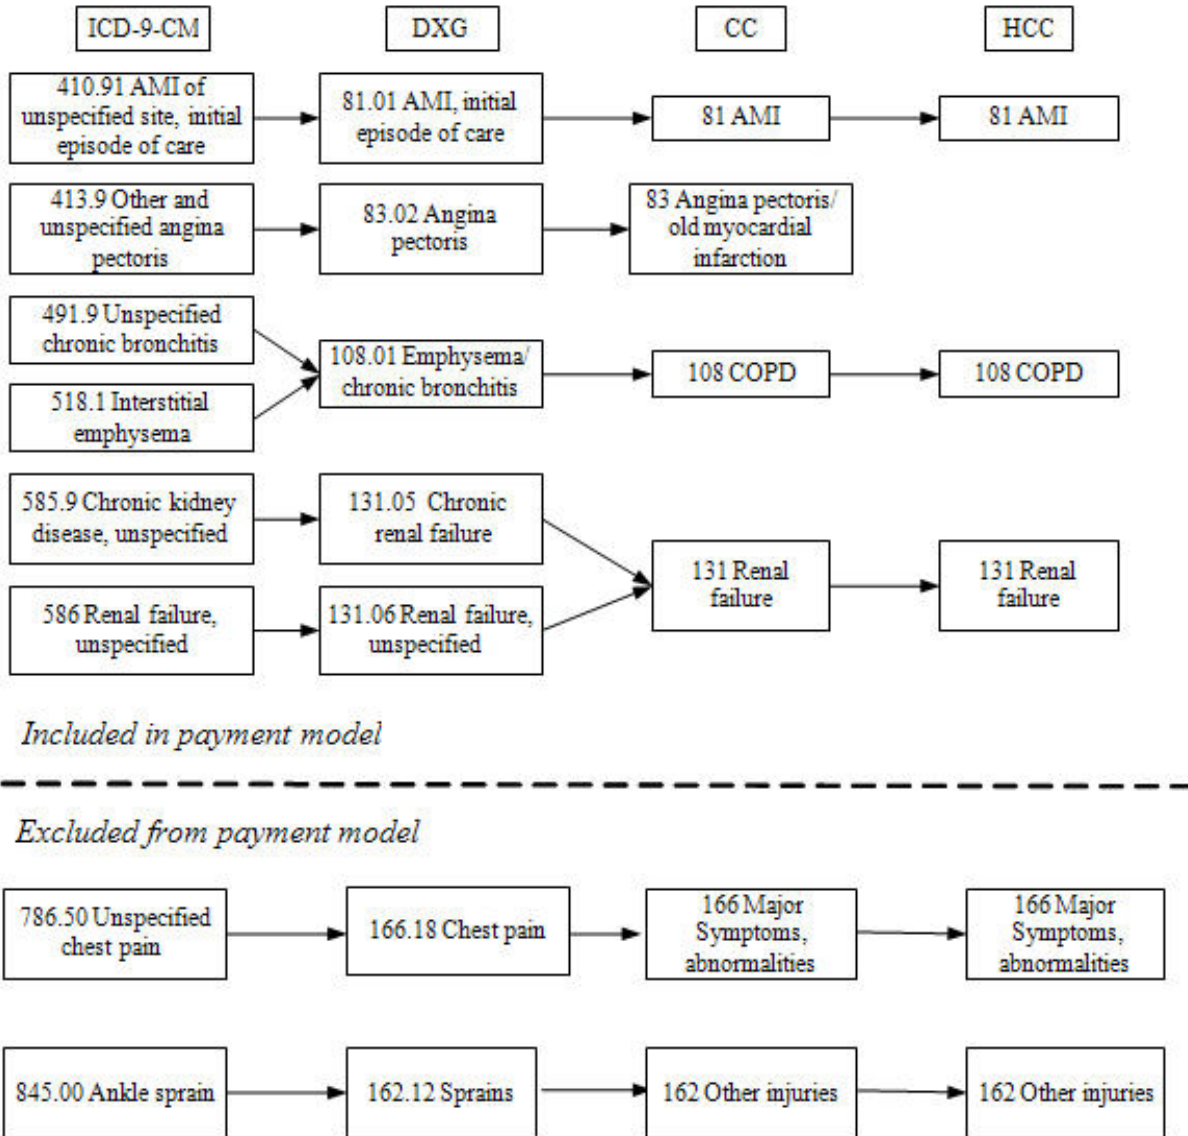 ICD-9-CM
DXG
CC
HCC
410.91 AMI of
unspecified site, initial
episode of care
81.01 AMI, initial
episode of care
81 AMI
81 AMI
413.9 Other and
unspecified angina
pectoris
83.02 Angina
pectoris
83 Angina pectoris/
old myocardial
infarction
491.9 Unspecified
chronic bronchitis
518.1 Interstitial
emphysema
108.01 Emphysema/
chronic bronchitis
108 COPD
108 COPD
585.9 Chronic kidney
disease, unspecified
131.05 Chronic
renal failure
586 Renal failure,
unspecified
131.06 Renal failure,
unspecified
131 Renal
failure
131 Renal
failure
Included in payment model
Excluded from payment model
786.50 Unspecified
chest pain
166.18 Chest pain
166 Major
Symptoms,
abnormalities
166 Major
Symptoms,
abnormalities
845.00 Ankle sprain
162.12 Sprains
162 Other injuries
162 Other injuries